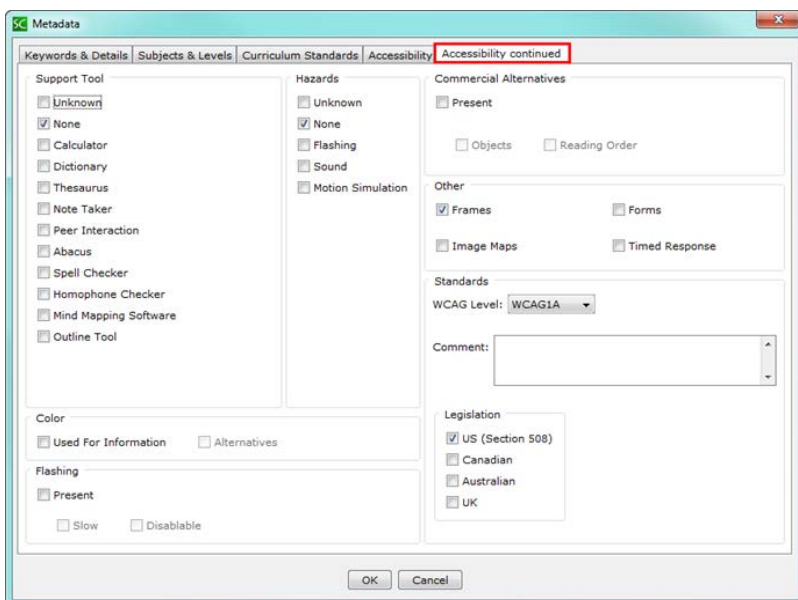 SC Metadata
Keywords & Details Subjects & Levels Curriculum Standards Accessibility Accessibility continued
Support Tool
Unknown
None
Calculator
Dictionary
Thesaurus
Note Taker
Peer Interaction
Abacus
Spell Checker
Homophone Checker
Mind Mapping Software
Outline Tool
Hazards
Unknown
None
Flashing
Sound
Motion Simulation
Commercial Alternatives
Present
Objects Reading Order
Other
Frames Forms
Image Maps Timed Response
Standards
WCAG Level: WCAG1A
Comment:
Legislation
US (Section 508)
Canadian
Australian
UK
Color
Used For Information Alternatives
Flashing
Present
Slow Disablable
OK Cancel